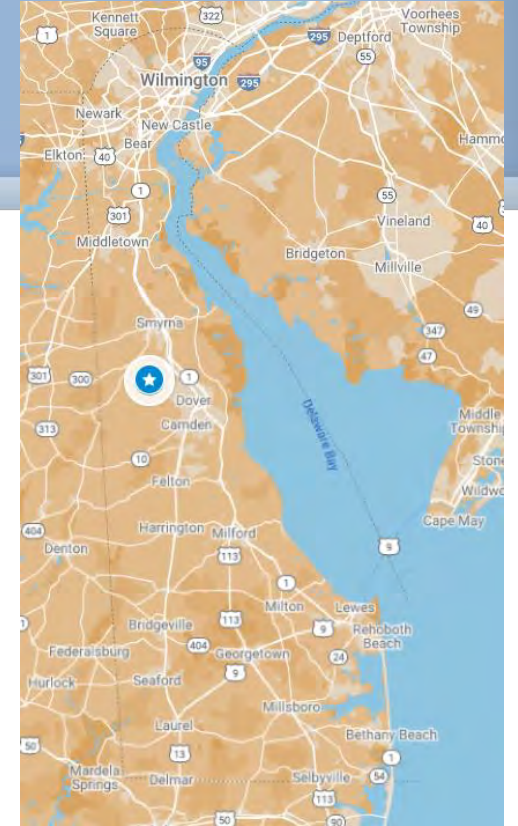 Kennett
Square
322
Voorhees
Township
1
295
Deptford
95
55
Wilmington
295
Newark
New Castle
Hammo
Elkton
40
Bear
1
55
301
Vineland
40
Middletown
Bridgeton
Millville
49
Smyrna
347
47
301
300
1
Dover
Delaware Bay
Middle
Township
313
Camden
10
Stone
Felton
Wildwo
Cape May
404
Harrington
Milford
9
Denton
113
1
Milton
Lewes
Bridgeville
113
9
Rehoboth
Beach
Federalsburg
404
Georgetown
24
9
Hurlock
Seaford
Millsboro
Laurel
Bethany Beach
50
13
1
Mardela
Springs
Delmar
Selbyville
54
113
50
90